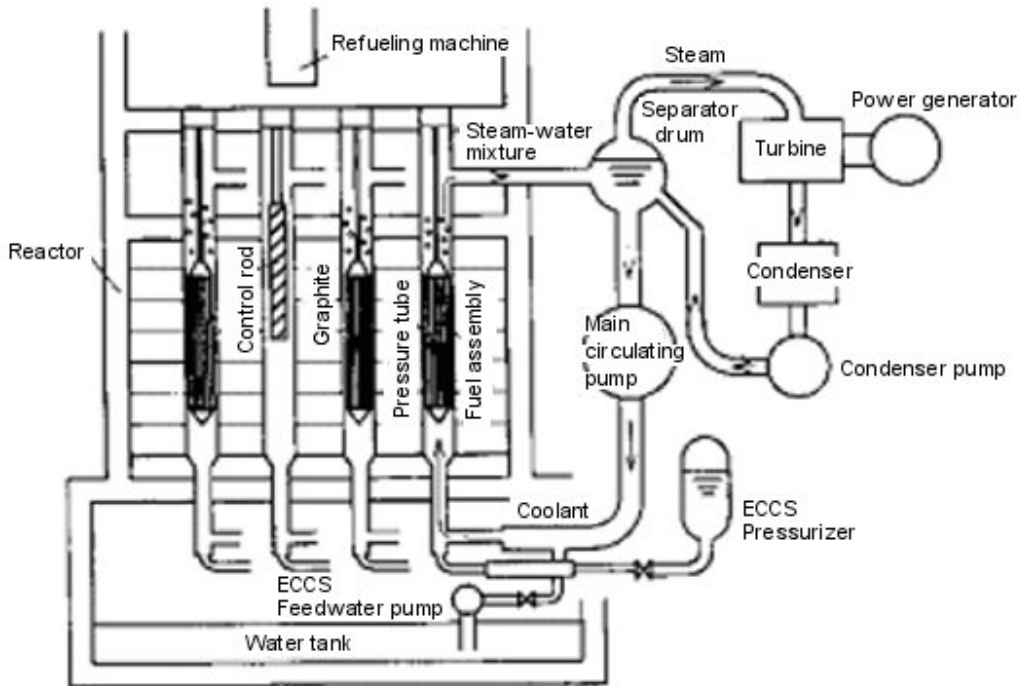 Refueling machine
Steam
Separator
drum
Power generator
Steam-water
mixture
Turbine
Reactor
Control rod
Graphite
Pressure tube
Fuel assembly
Condenser
Main
circulating
pump
Condenser pump
Coolant
ECCS
Pressurizer
ECCS
Feedwater pump
Water tank